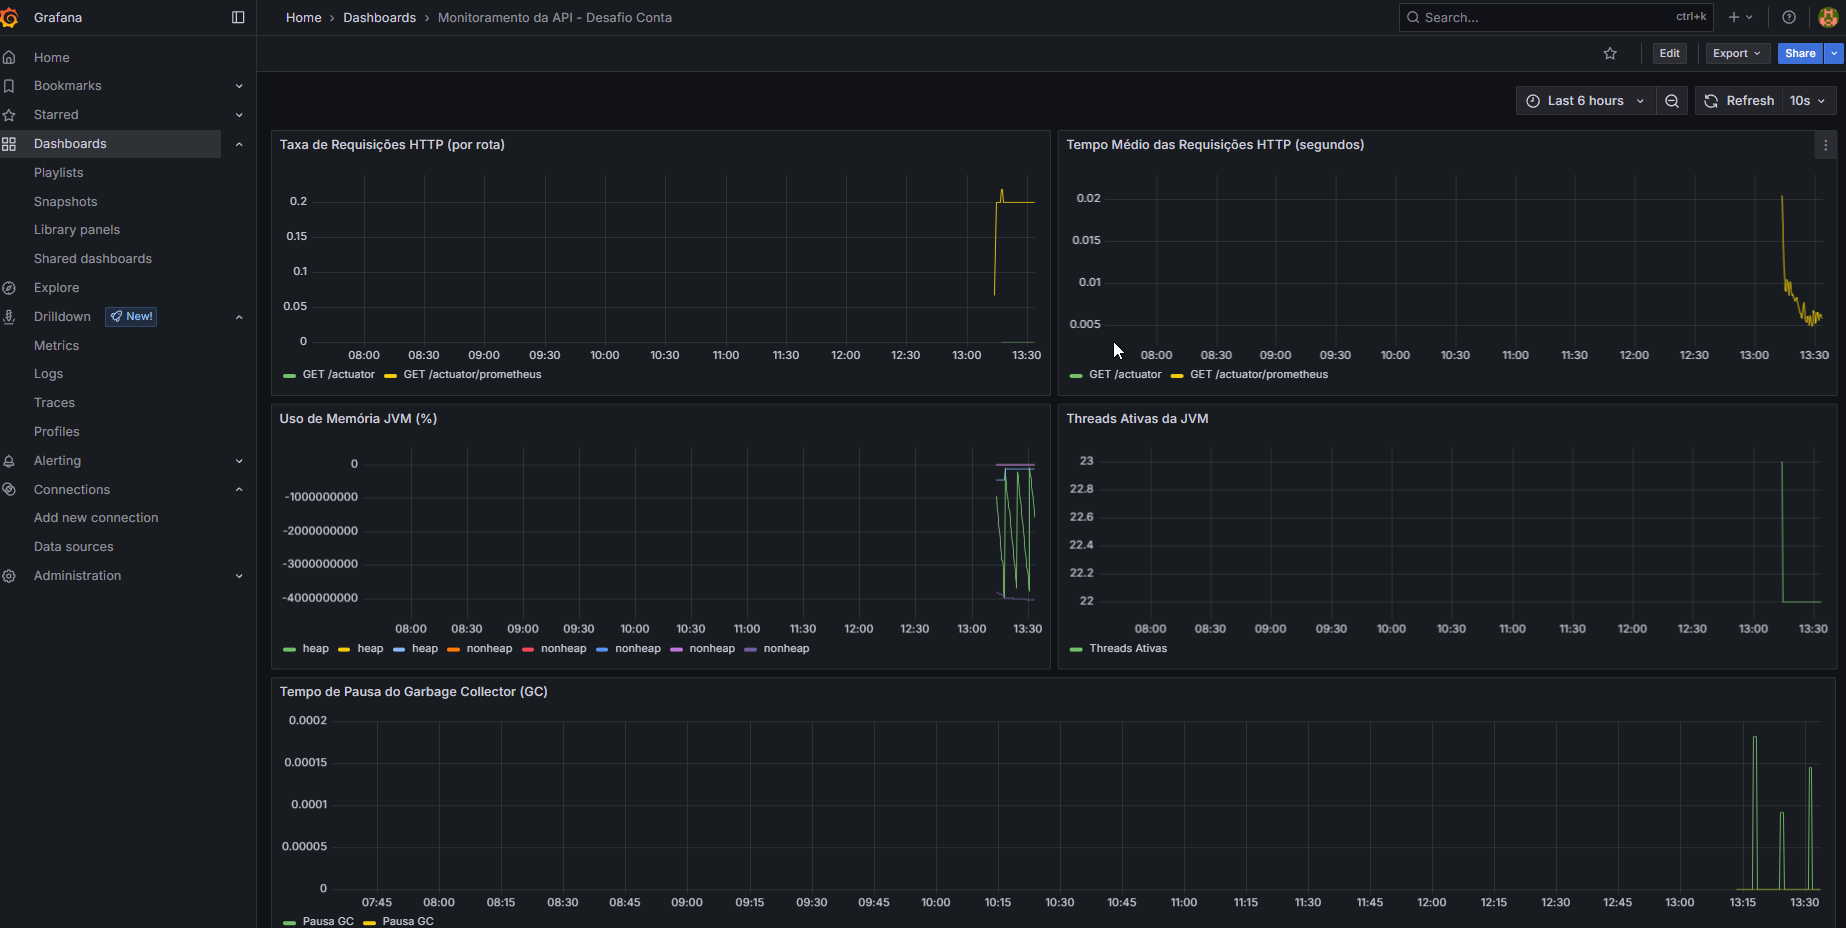 Grafana
Home › Dashboards › Monitoramento da API - Desafio Conta
Search... ctrl+k
Edit Export Share
Home
Bookmarks
Starred
Dashboards
Playlists
Snapshots
Library panels
Shared dashboards
Explore
Drilldown New!
Metrics
Logs
Traces
Profiles
Alerting
Connections
Add new connection
Data sources
Administration
Last 6 hours Refresh 10s
Taxa de Requisições HTTP (por rota)
0.2
0.15
0.1
0.05
0
08:00 08:30 09:00 09:30 10:00 10:30 11:00 11:30 12:00 12:30 13:00 13:30
GET /actuator GET /actuator/prometheus
Tempo Médio das Requisições HTTP (segundos)
0.02
0.015
0.01
0.005
08:00 08:30 09:00 09:30 10:00 10:30 11:00 11:30 12:00 12:30 13:00 13:30
GET /actuator GET /actuator/prometheus
Uso de Memória JVM (%)
0
-1000000000
-2000000000
-3000000000
-4000000000
08:00 08:30 09:00 09:30 10:00 10:30 11:00 11:30 12:00 12:30 13:00 13:30
heap heap heap nonheap nonheap nonheap nonheap nonheap
Threads Ativas da JVM
23
22.8
22.6
22.4
22.2
22
08:00 08:30 09:00 09:30 10:00 10:30 11:00 11:30 12:00 12:30 13:00 13:30
Threads Ativas
Tempo de Pausa do Garbage Collector (GC)
0.0002
0.00015
0.0001
0.00005
0
07:45 08:00 08:15 08:30 08:45 09:00 09:15 09:30 09:45 10:00 10:15 10:30 10:45 11:00 11:15 11:30 11:45 12:00 12:15 12:30 12:45 13:00 13:15 13:30
Pausa GC Pausa GC